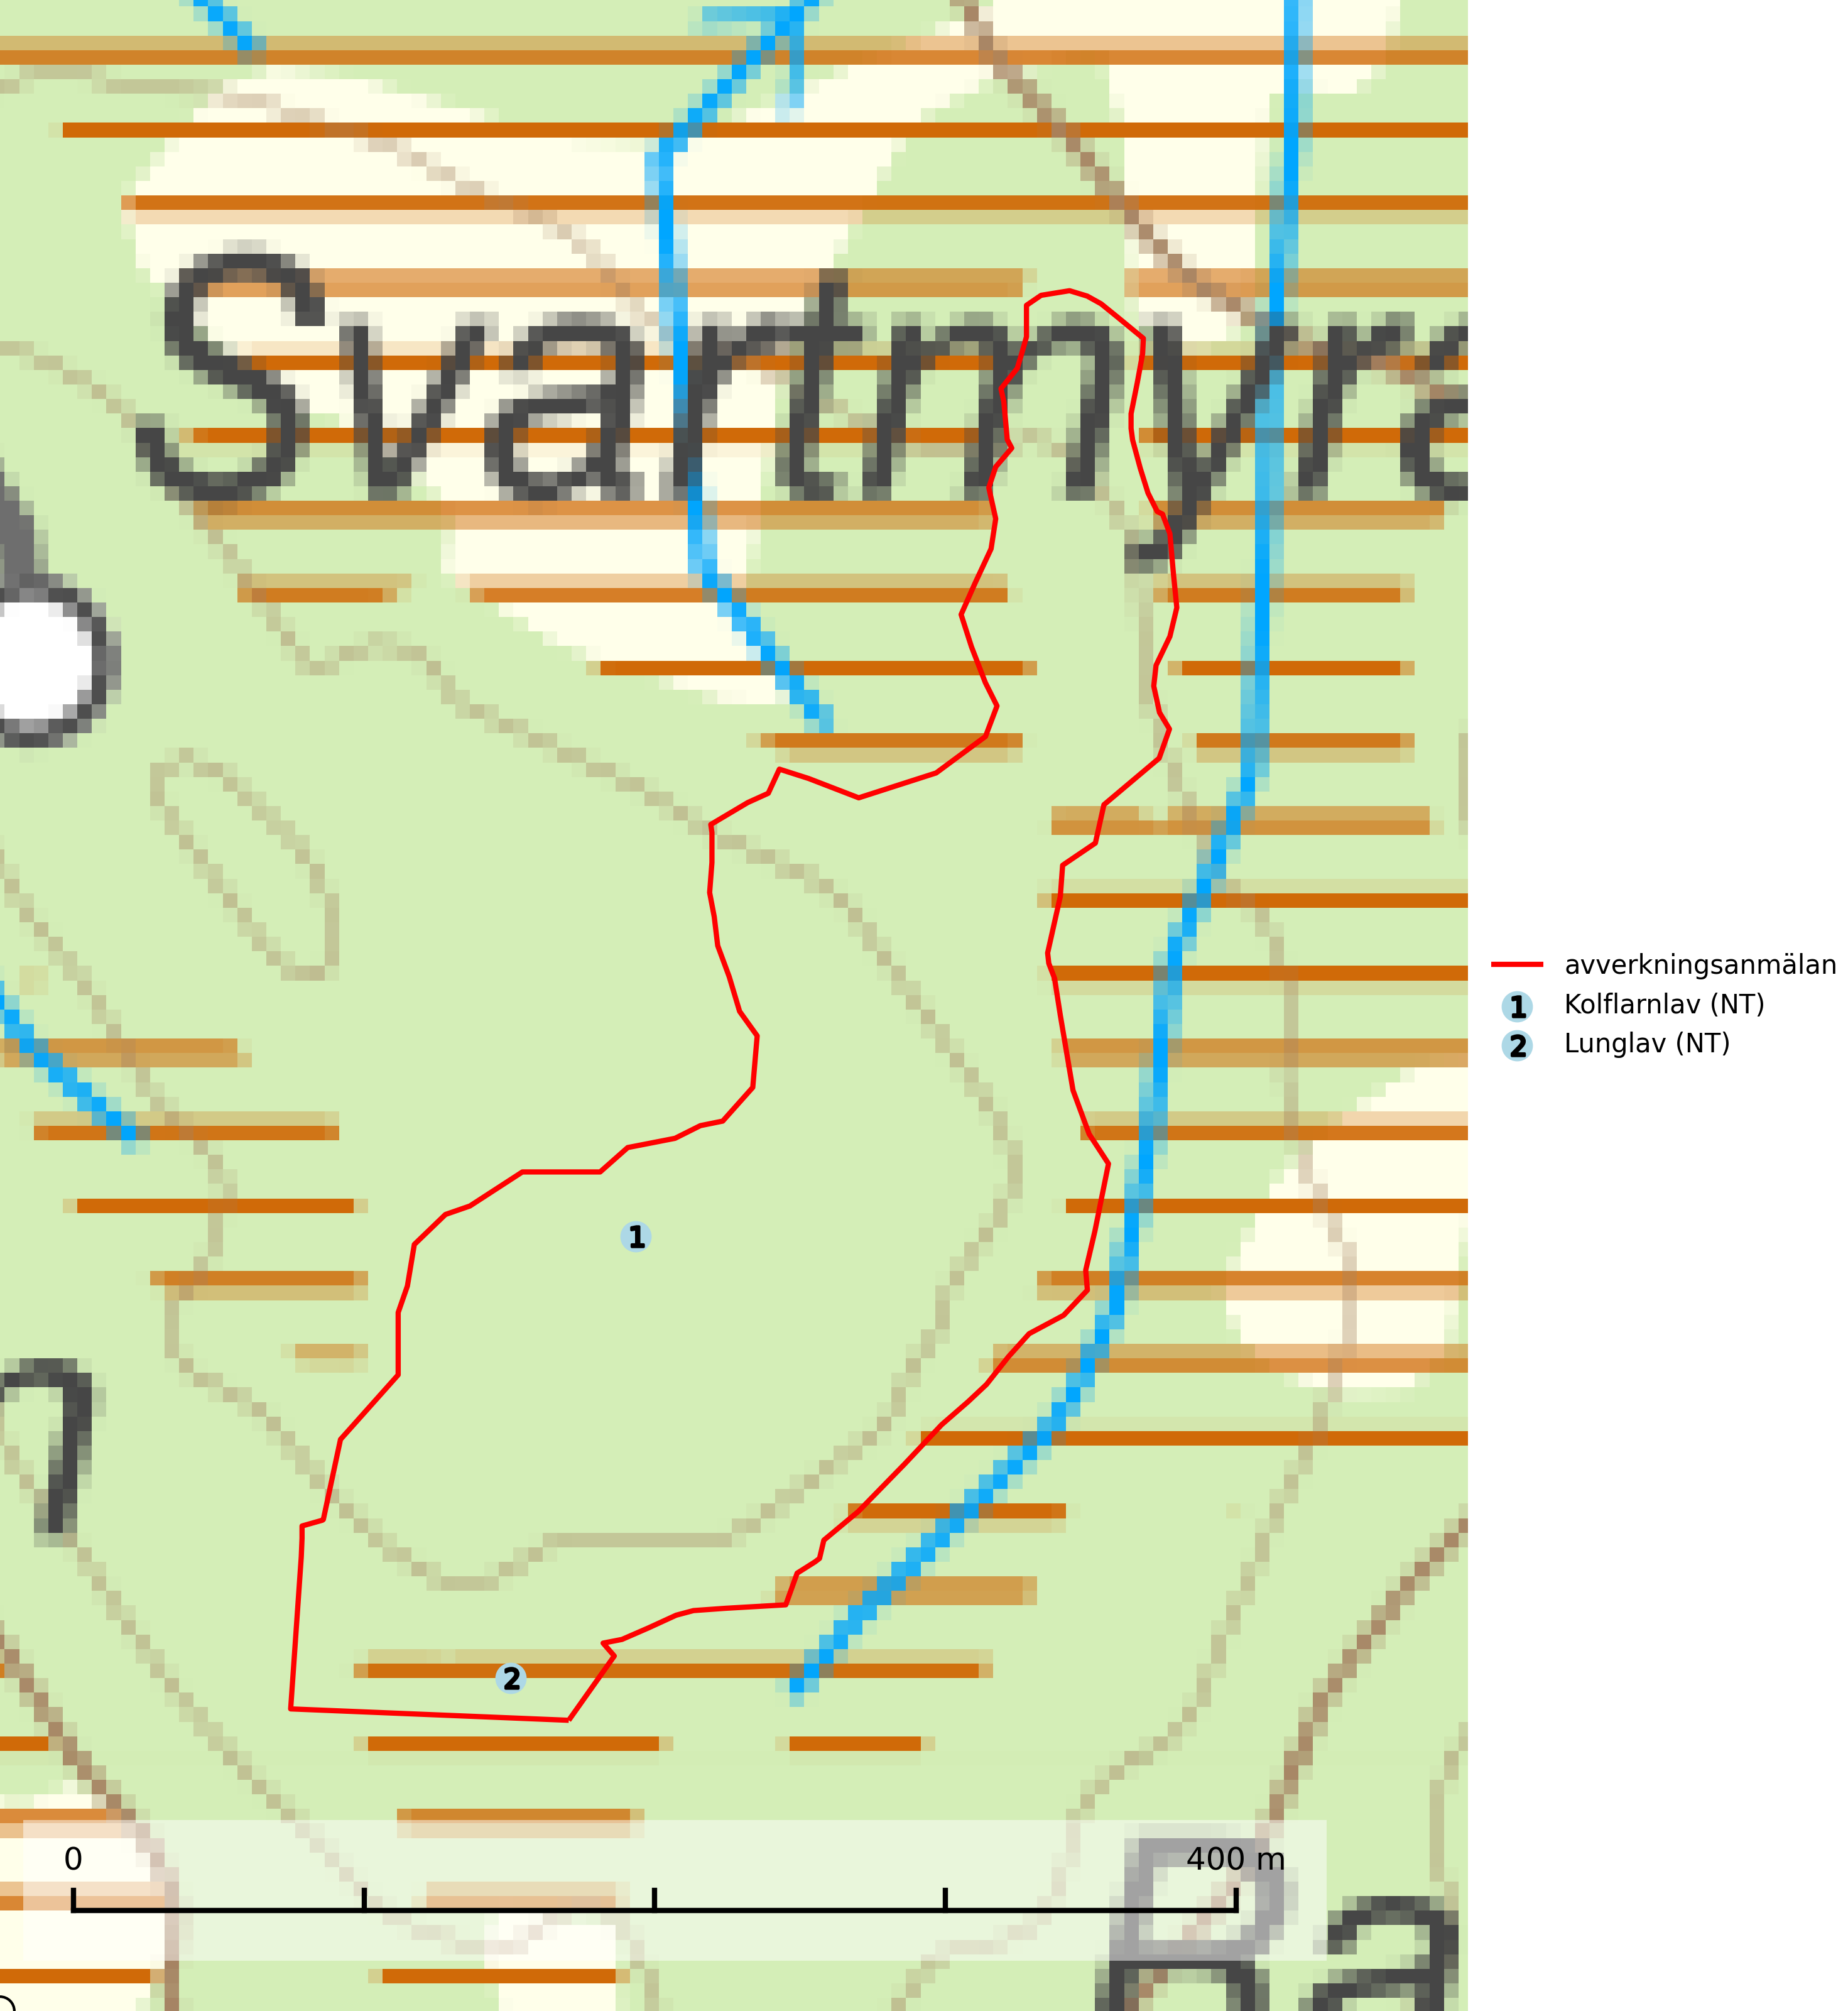 Svartmyr
avverkningsanmälan
1 Kolflarnlav (NT)
2 Lunglav (NT)
1
2
0 400 m